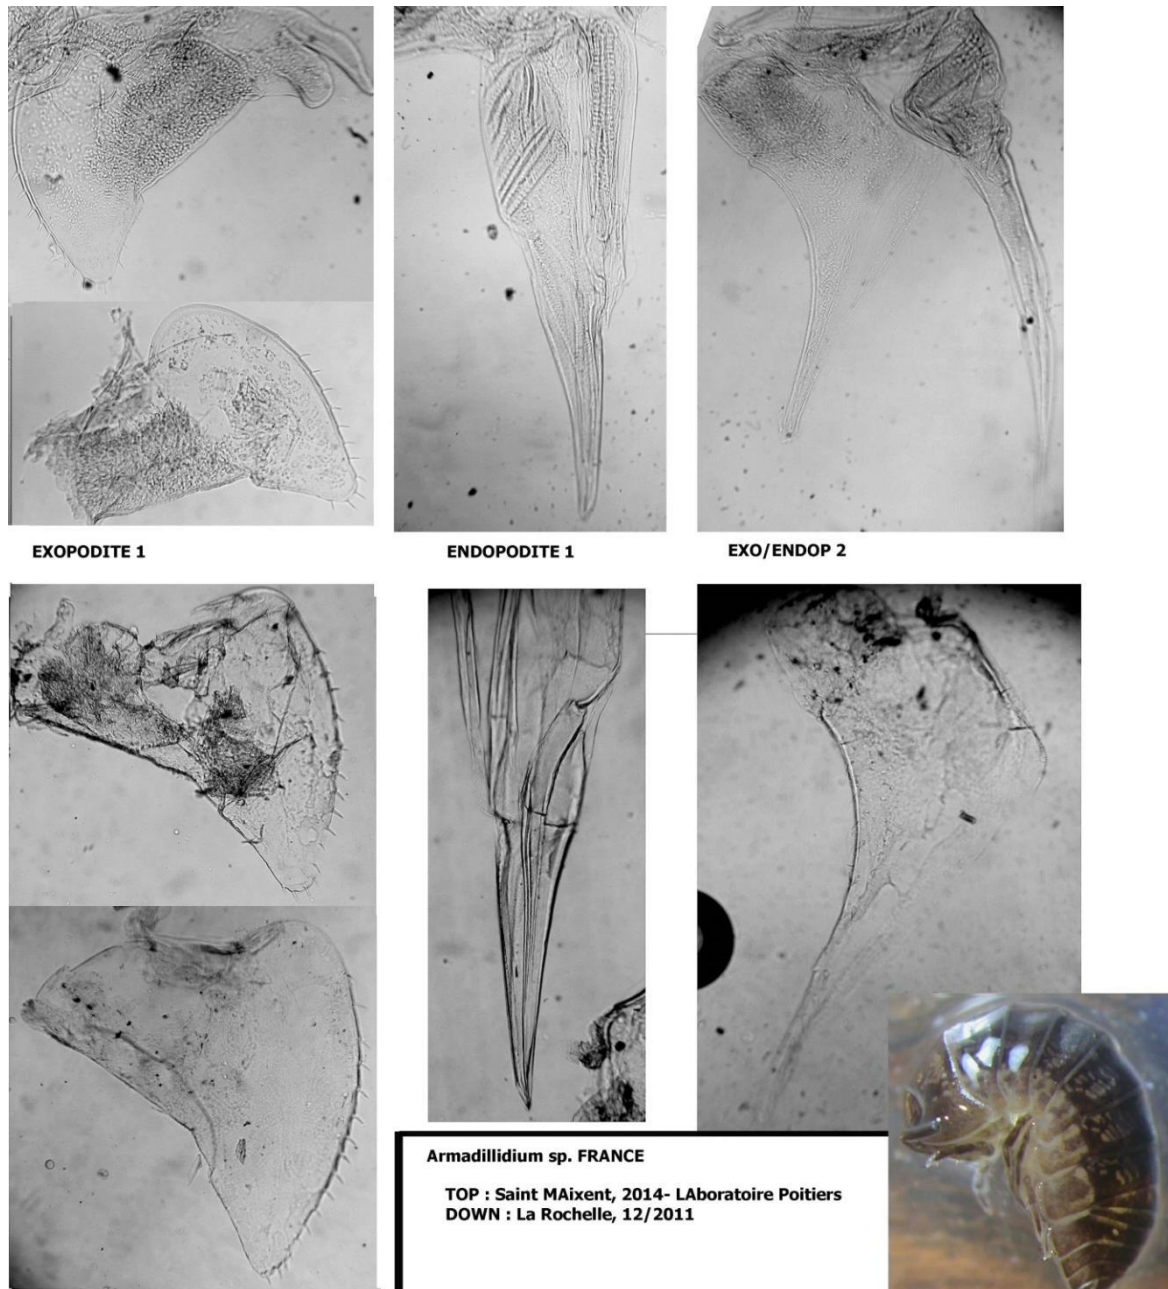 EXOPODITE 1
ENDOPODITE 1
EXO/ENDOP 2
Armadillidium sp. FRANCE
TOP : Saint MAixent, 2014- LAboratoire Poitiers
DOWN : La Rochelle, 12/2011